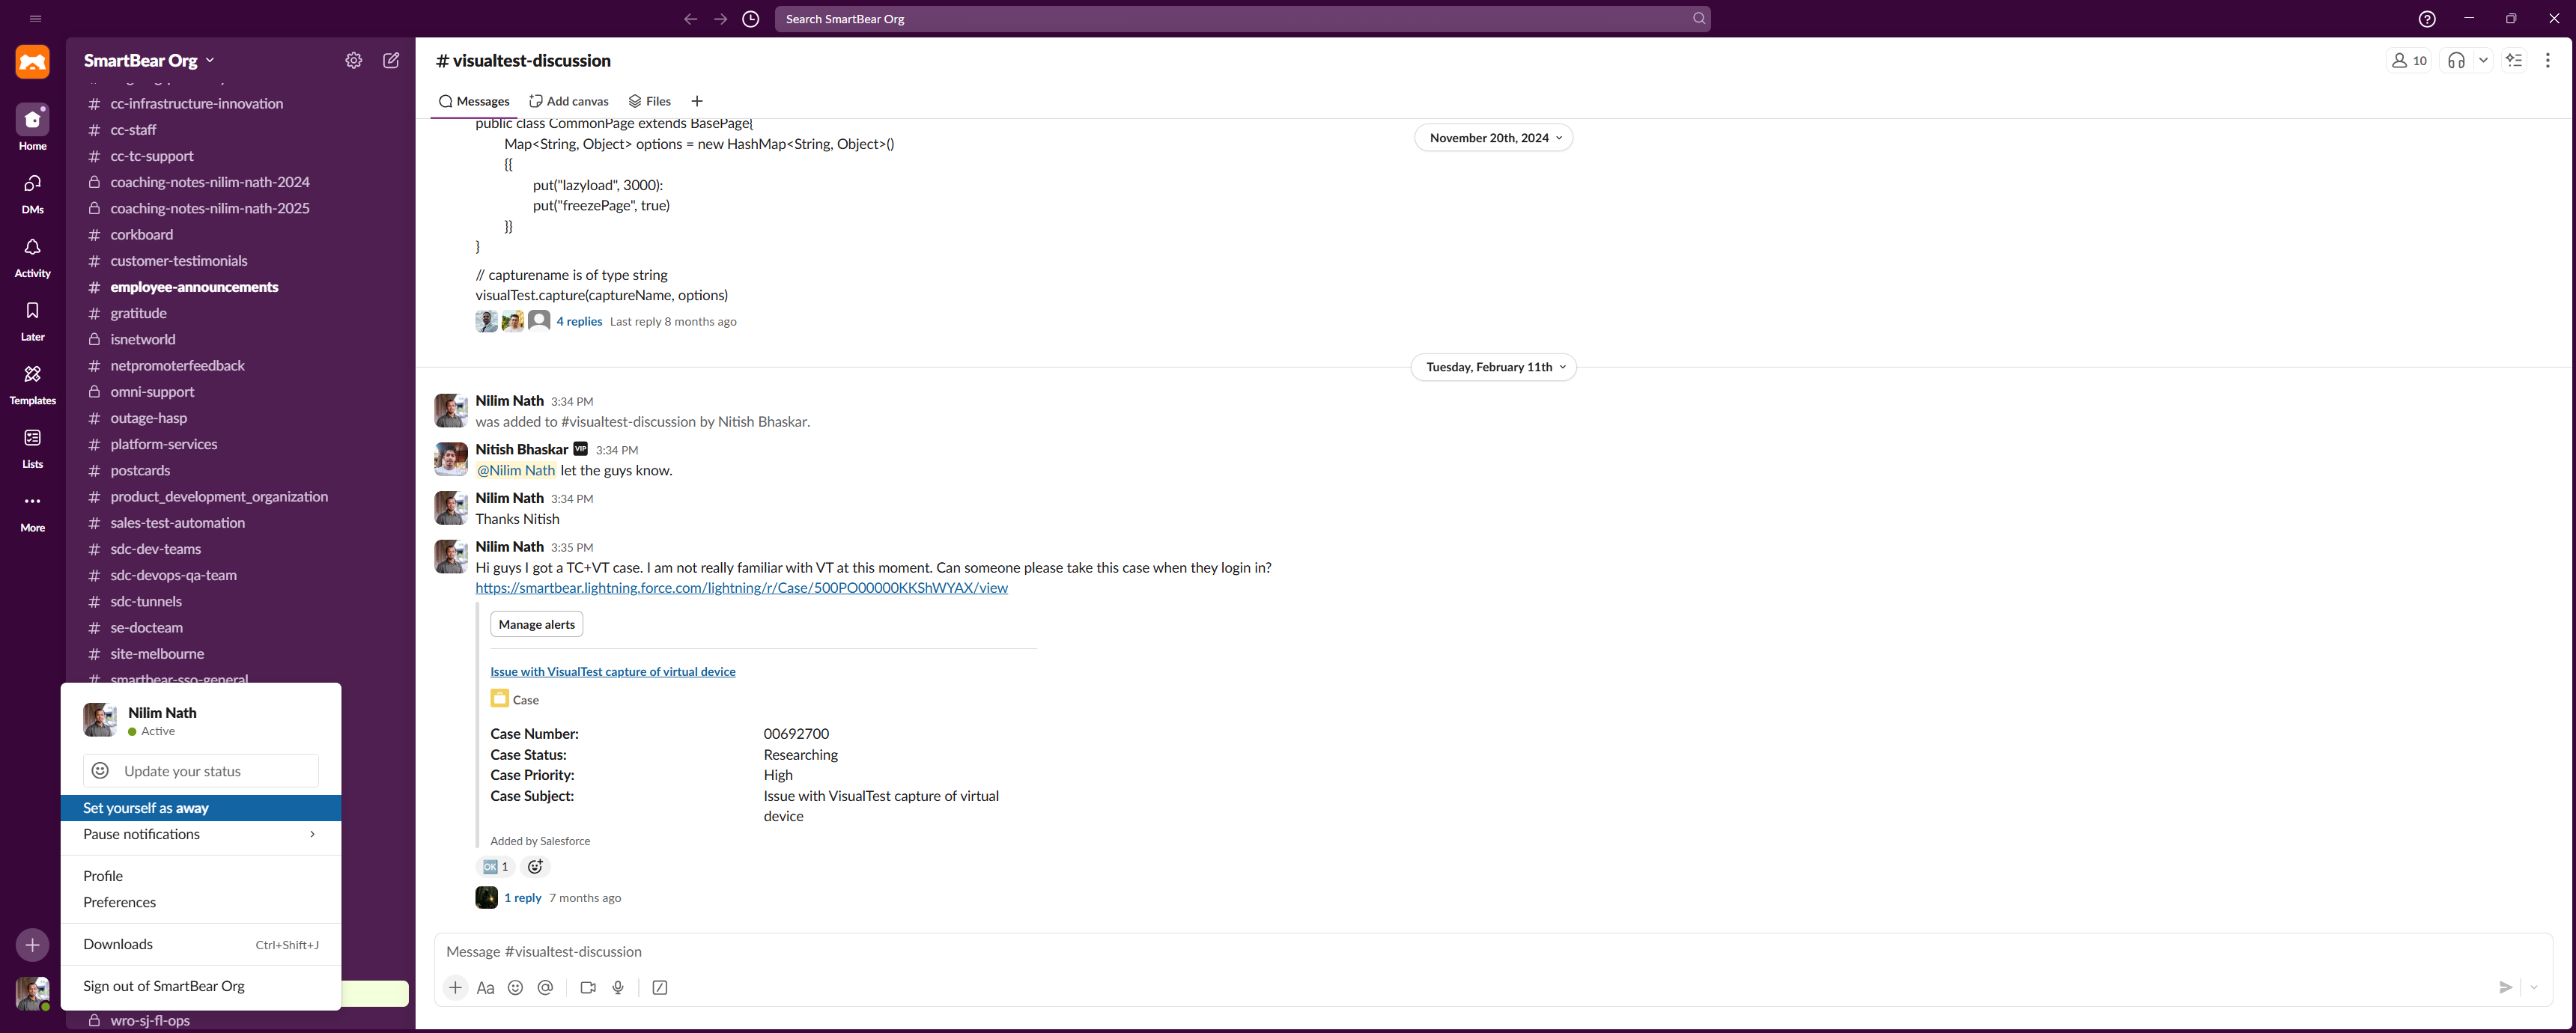 Search SmartBear Org
SmartBear Org
Home
DMs
Activity
Later
Templates
Lists
More
cc-infrastructure-innovation
cc-staff
cc-tc-support
coaching-notes-nilim-nath-2024
coaching-notes-nilim-nath-2025
corkboard
customer-testimonials
employee-announcements
gratitude
isnetworld
netpromoterfeedback
omni-support
outage-hasp
platform-services
postcards
product_development_organization
sales-test-automation
sdc-dev-teams
sdc-devops-qa-team
sdc-tunnels
se-docteam
site-melbourne
smartbear-sso-general
Nilim Nath
Active
Update your status
Set yourself as away
Pause notifications
Profile
Preferences
Downloads Ctrl+Shift+J
Sign out of SmartBear Org
wro-sj-fl-ops
# visualtest-discussion
10
Messages Add canvas Files
November 20th, 2024
public class CommonPage extends BasePage{
Map<String, Object> options = new HashMap<String, Object>()
{{
put("lazyload", 3000):
put("freezePage", true)
}}
}
// capturename is of type string
visualTest.capture(captureName, options)
4 replies Last reply 8 months ago
Tuesday, February 11th
Nilim Nath 3:34 PM
was added to #visualtest-discussion by Nitish Bhaskar.
Nitish Bhaskar VIP 3:34 PM
@Nilim Nath let the guys know.
Nilim Nath 3:34 PM
Thanks Nitish
Nilim Nath 3:35 PM
Hi guys I got a TC+VT case. I am not really familiar with VT at this moment. Can someone please take this case when they login in?
https://smartbear.lightning.force.com/lightning/r/Case/500PO00000KKShWYAX/view
Manage alerts
Issue with VisualTest capture of virtual device
Case
Case Number: 00692700
Case Status: Researching
Case Priority: High
Case Subject: Issue with VisualTest capture of virtual
device
Added by Salesforce
OK 1
1 reply 7 months ago
Message #visualtest-discussion
Aa